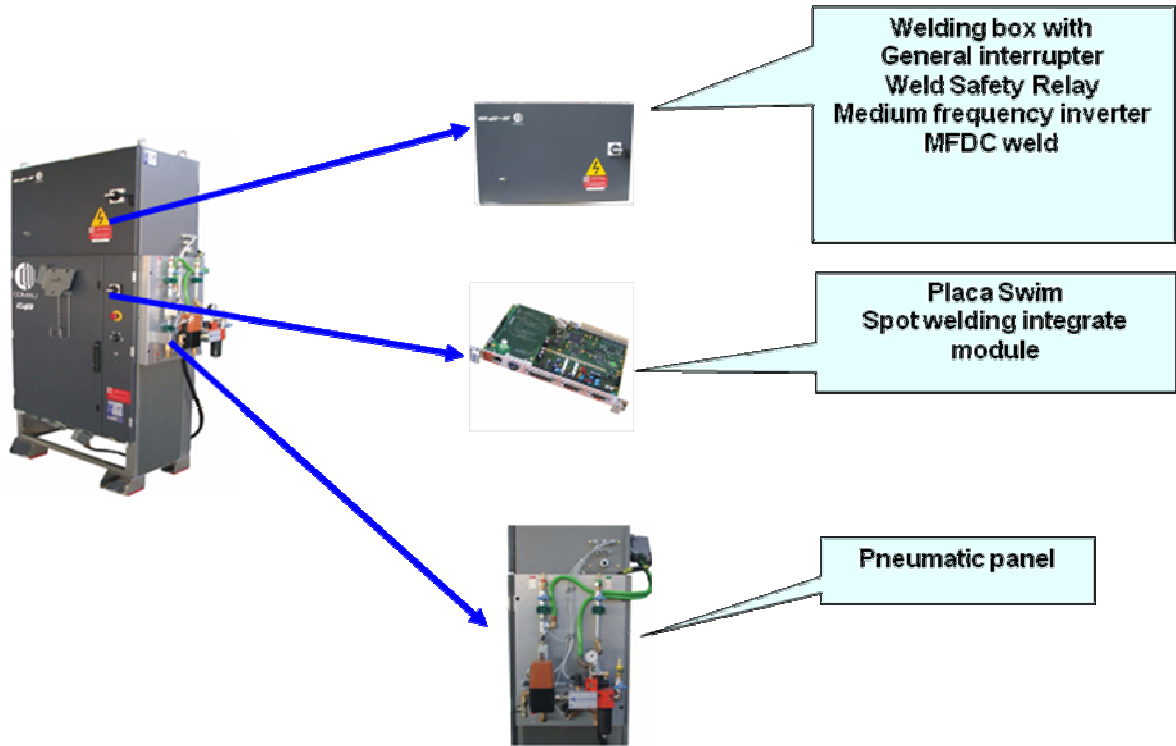 Welding box with
General interrupter
Weld Safety Relay
Medium frequency inverter
MFDC weld
Placa Swim
Spot welding integrate
module
Pneumatic panel
COMAU